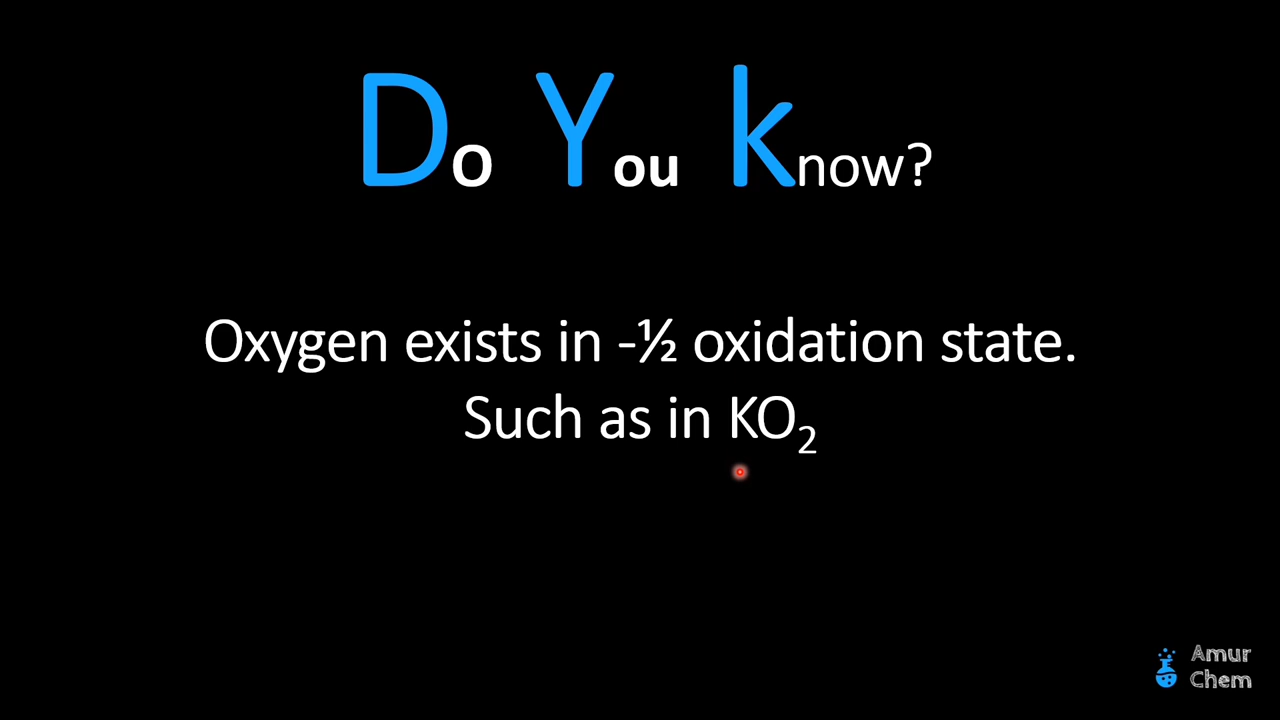 Do You know?
Oxygen exists in -½ oxidation state.
Such as in KO₂
Amur
Chem